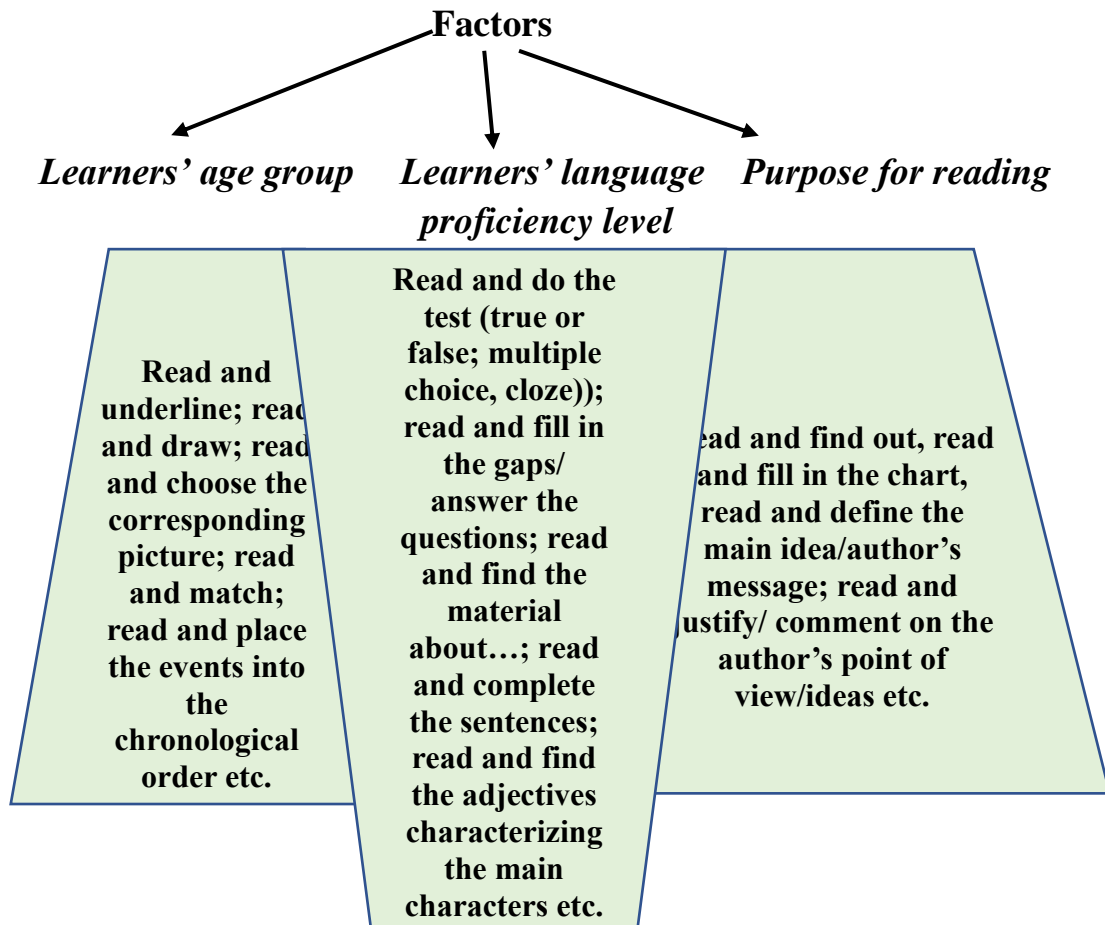 Factors
Learners’ age group
Learners’ language
proficiency level
Purpose for reading
Read and
underline; read
and draw; read
and choose the
corresponding
picture; read
and match;
read and place
the events into
the
chronological
order etc.
Read and do the
test (true or
false; multiple
choice, cloze));
read and fill in
the gaps/
answer the
questions; read
and find the
material
about…; read
and complete
the sentences;
read and find
the adjectives
characterizing
the main
characters etc.
ead and find out, read
and fill in the chart,
read and define the
main idea/author’s
message; read and
justify/ comment on the
author’s point of
view/ideas etc.